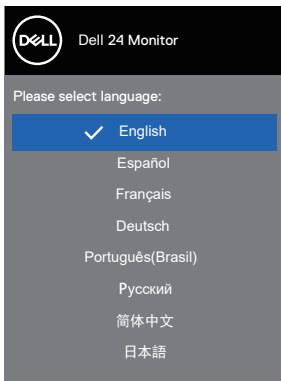 DELL
Dell 24 Monitor
Please select language:
English
Español
Français
Deutsch
Português(Brasil)
Русский
简体中文
日本語